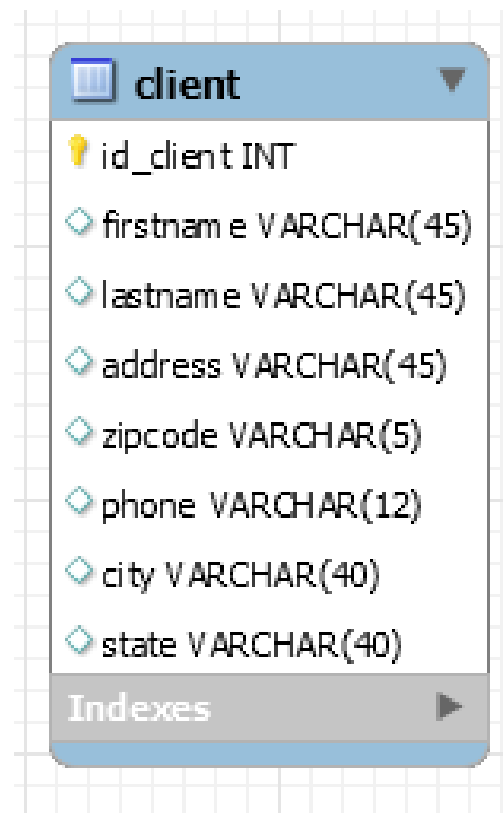 client
id_client INT
firstname VARCHAR(45)
lastname VARCHAR(45)
address VARCHAR(45)
zipcode VARCHAR(5)
phone VARCHAR(12)
city VARCHAR(40)
state VARCHAR(40)
Indexes